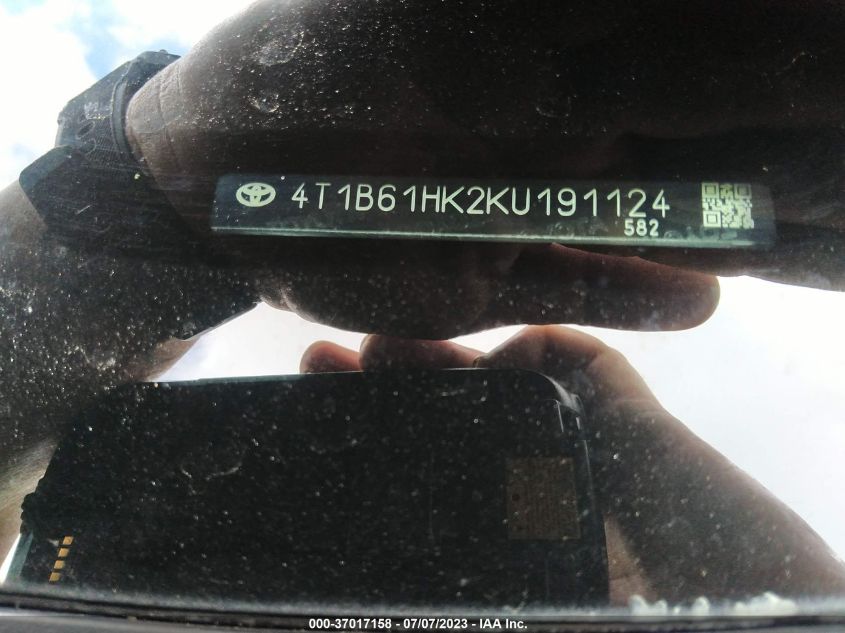 4T1B61HK2KU191124
582
000-37017158 - 07/07/2023 - IAA Inc.